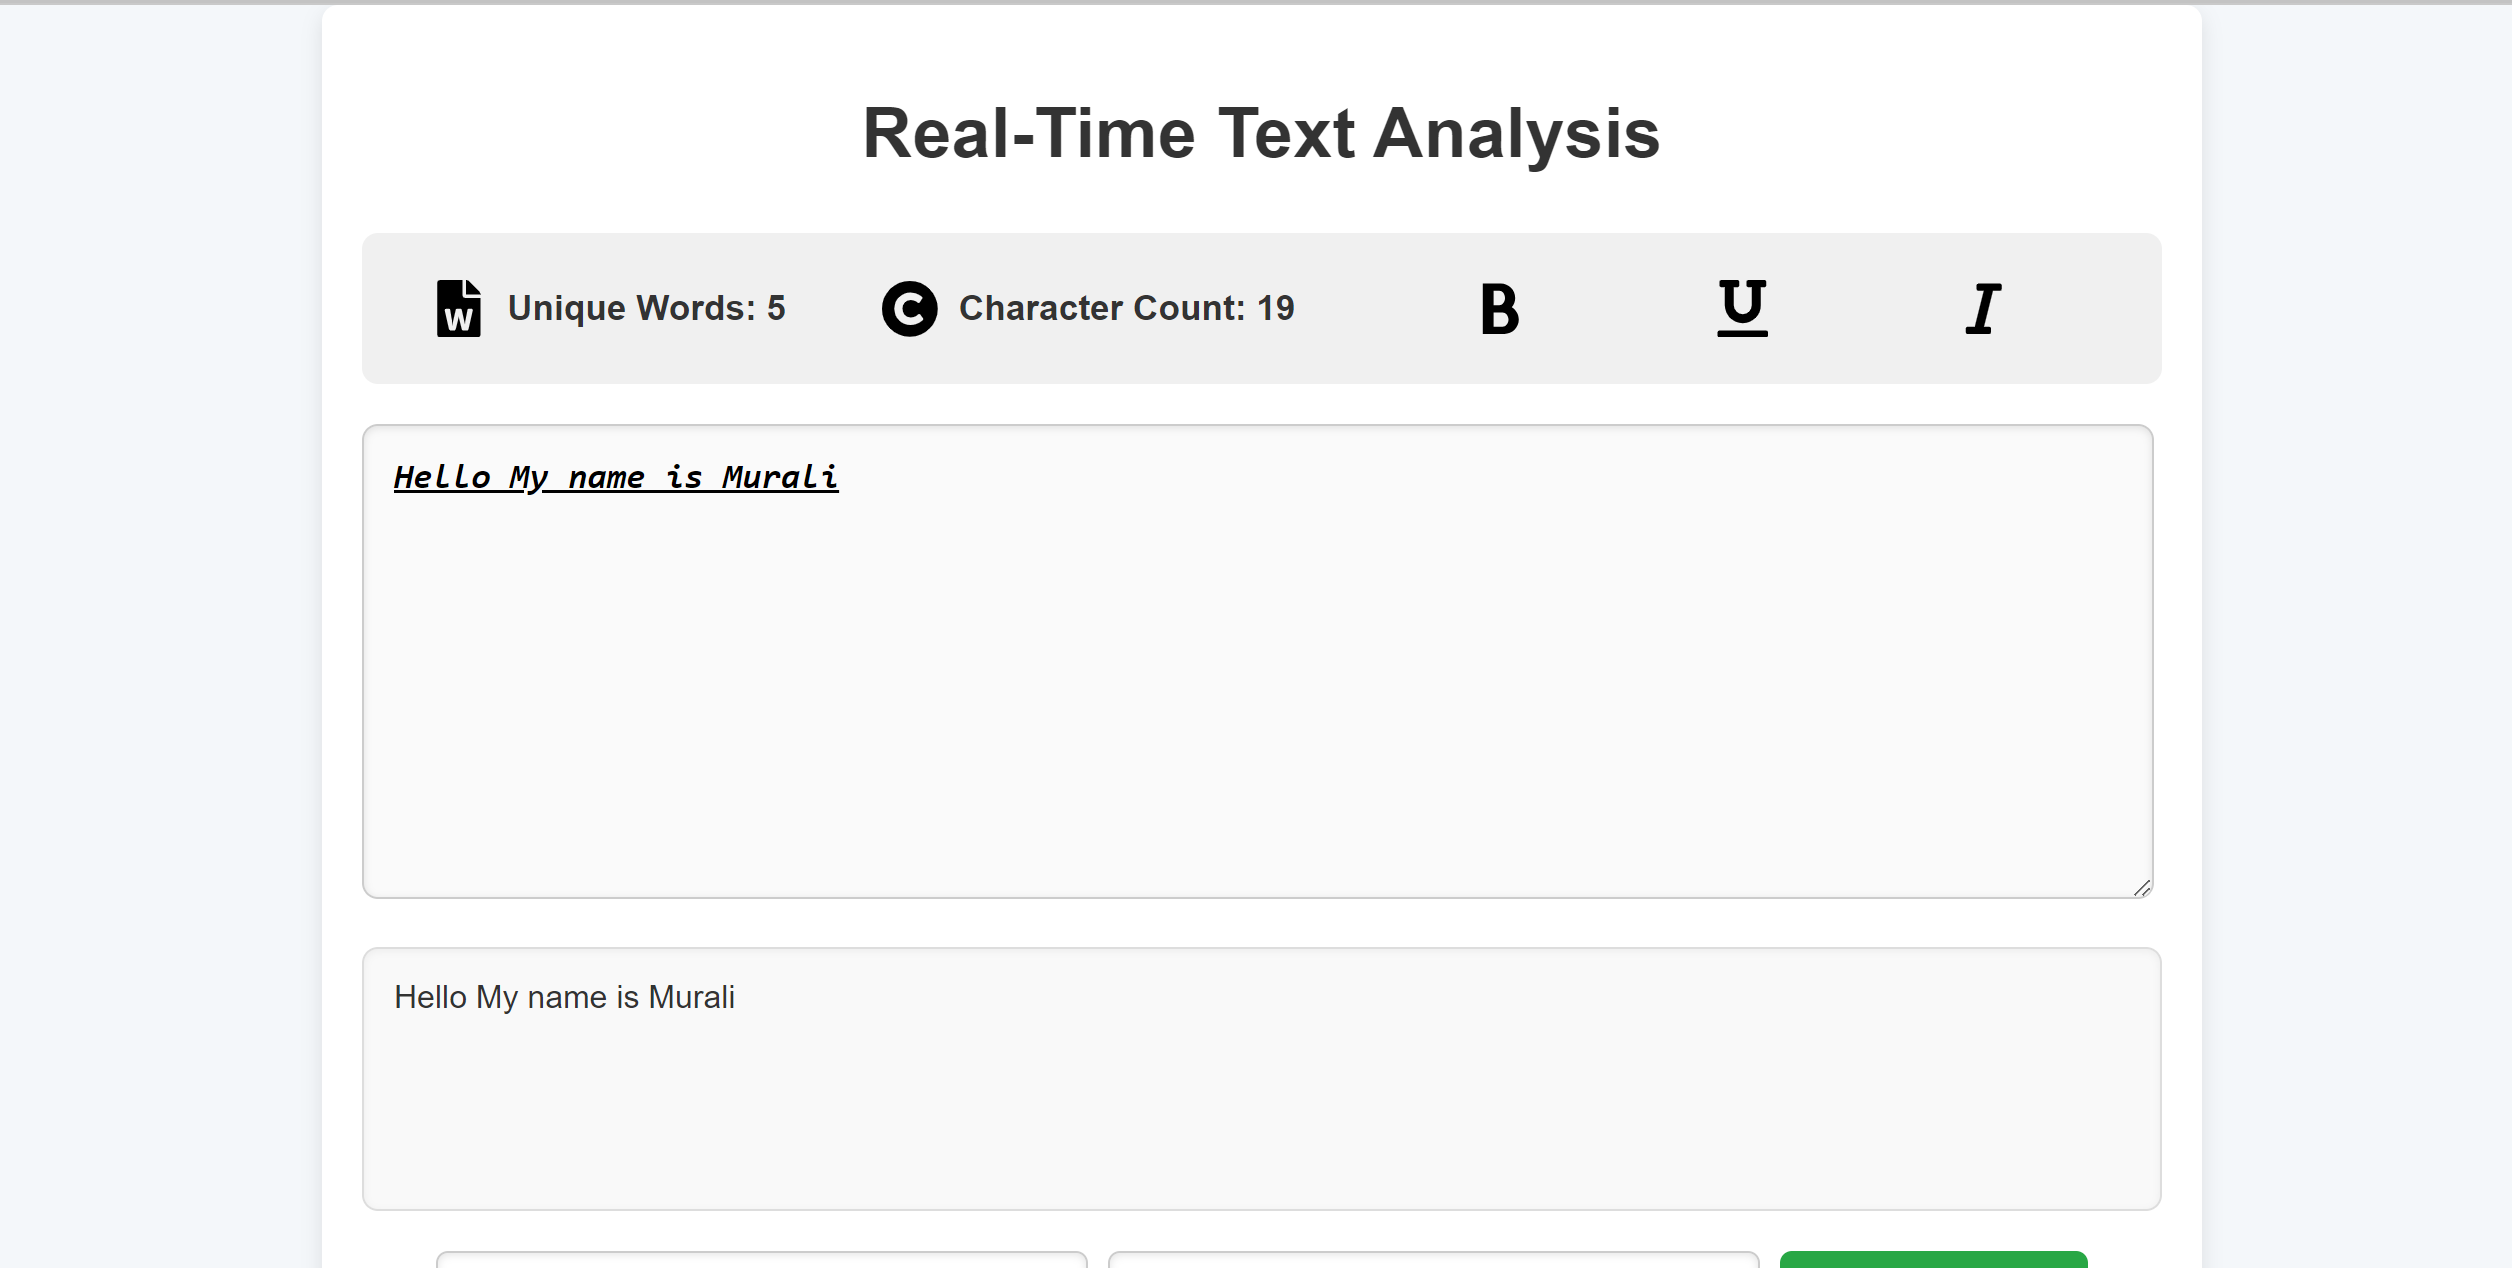 Real-Time Text Analysis
Unique Words: 5 Character Count: 19 B U I
Hello My name is Murali
Hello My name is Murali